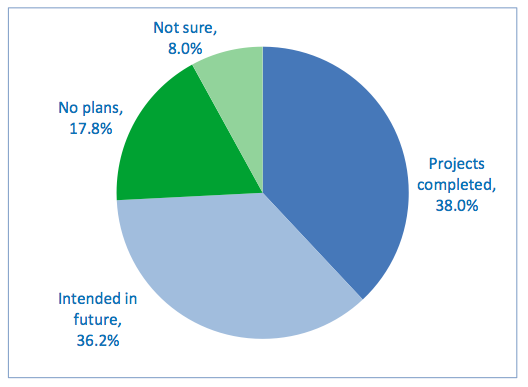 Not sure,
8.0%
No plans,
17.8%
Projects
completed,
38.0%
Intended in
future,
36.2%